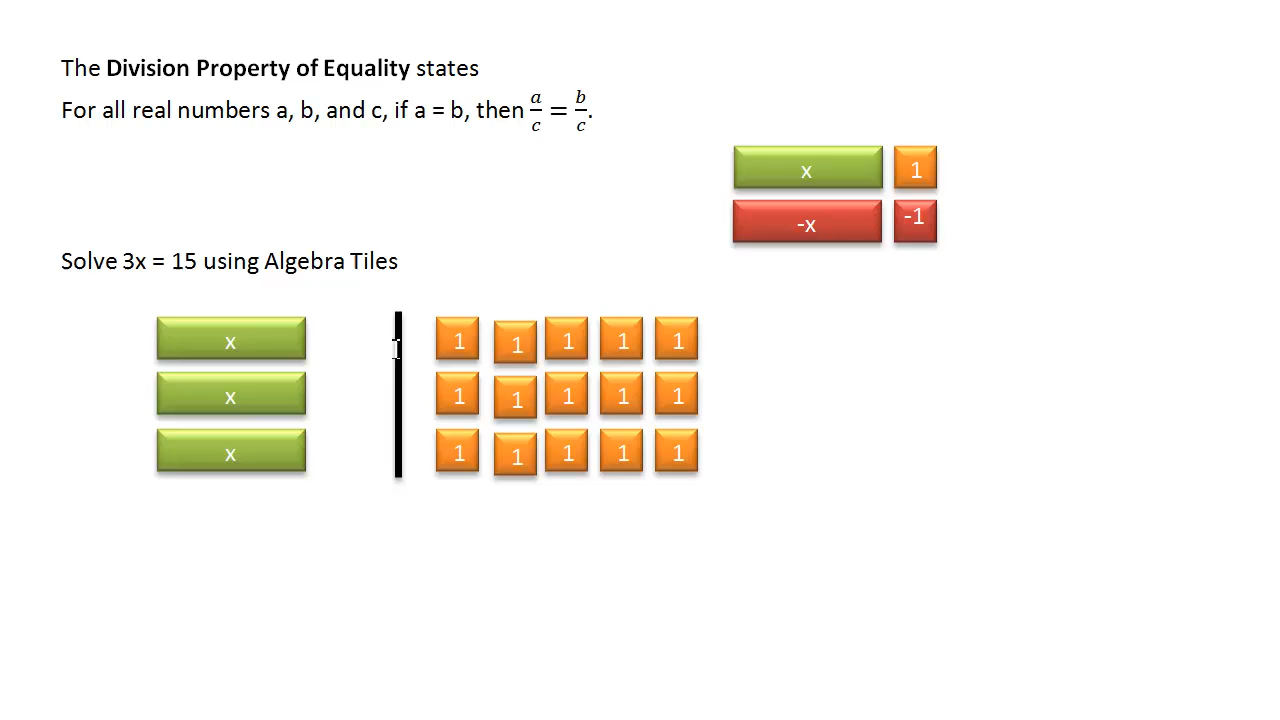 The Division Property of Equality states
For all real numbers a, b, and c, if a = b, then a/c = b/c.
x 1
-x -1
Solve 3x = 15 using Algebra Tiles
x 1 1 1 1 1
x 1 1 1 1 1
x 1 1 1 1 1